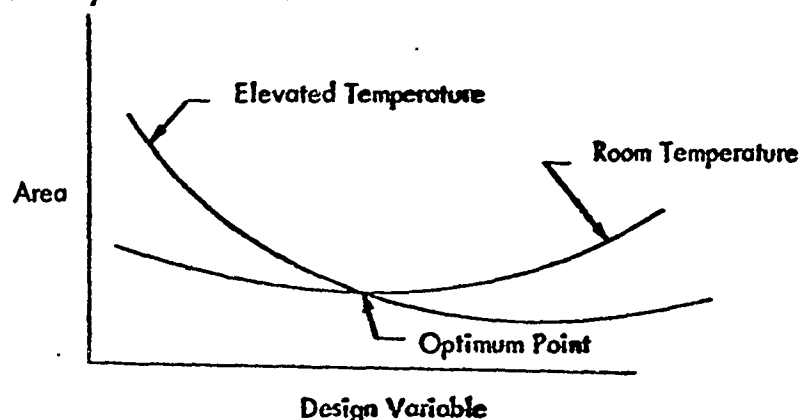 Elevated Temperature
Room Temperature
Area
Optimum Point
Design Variable